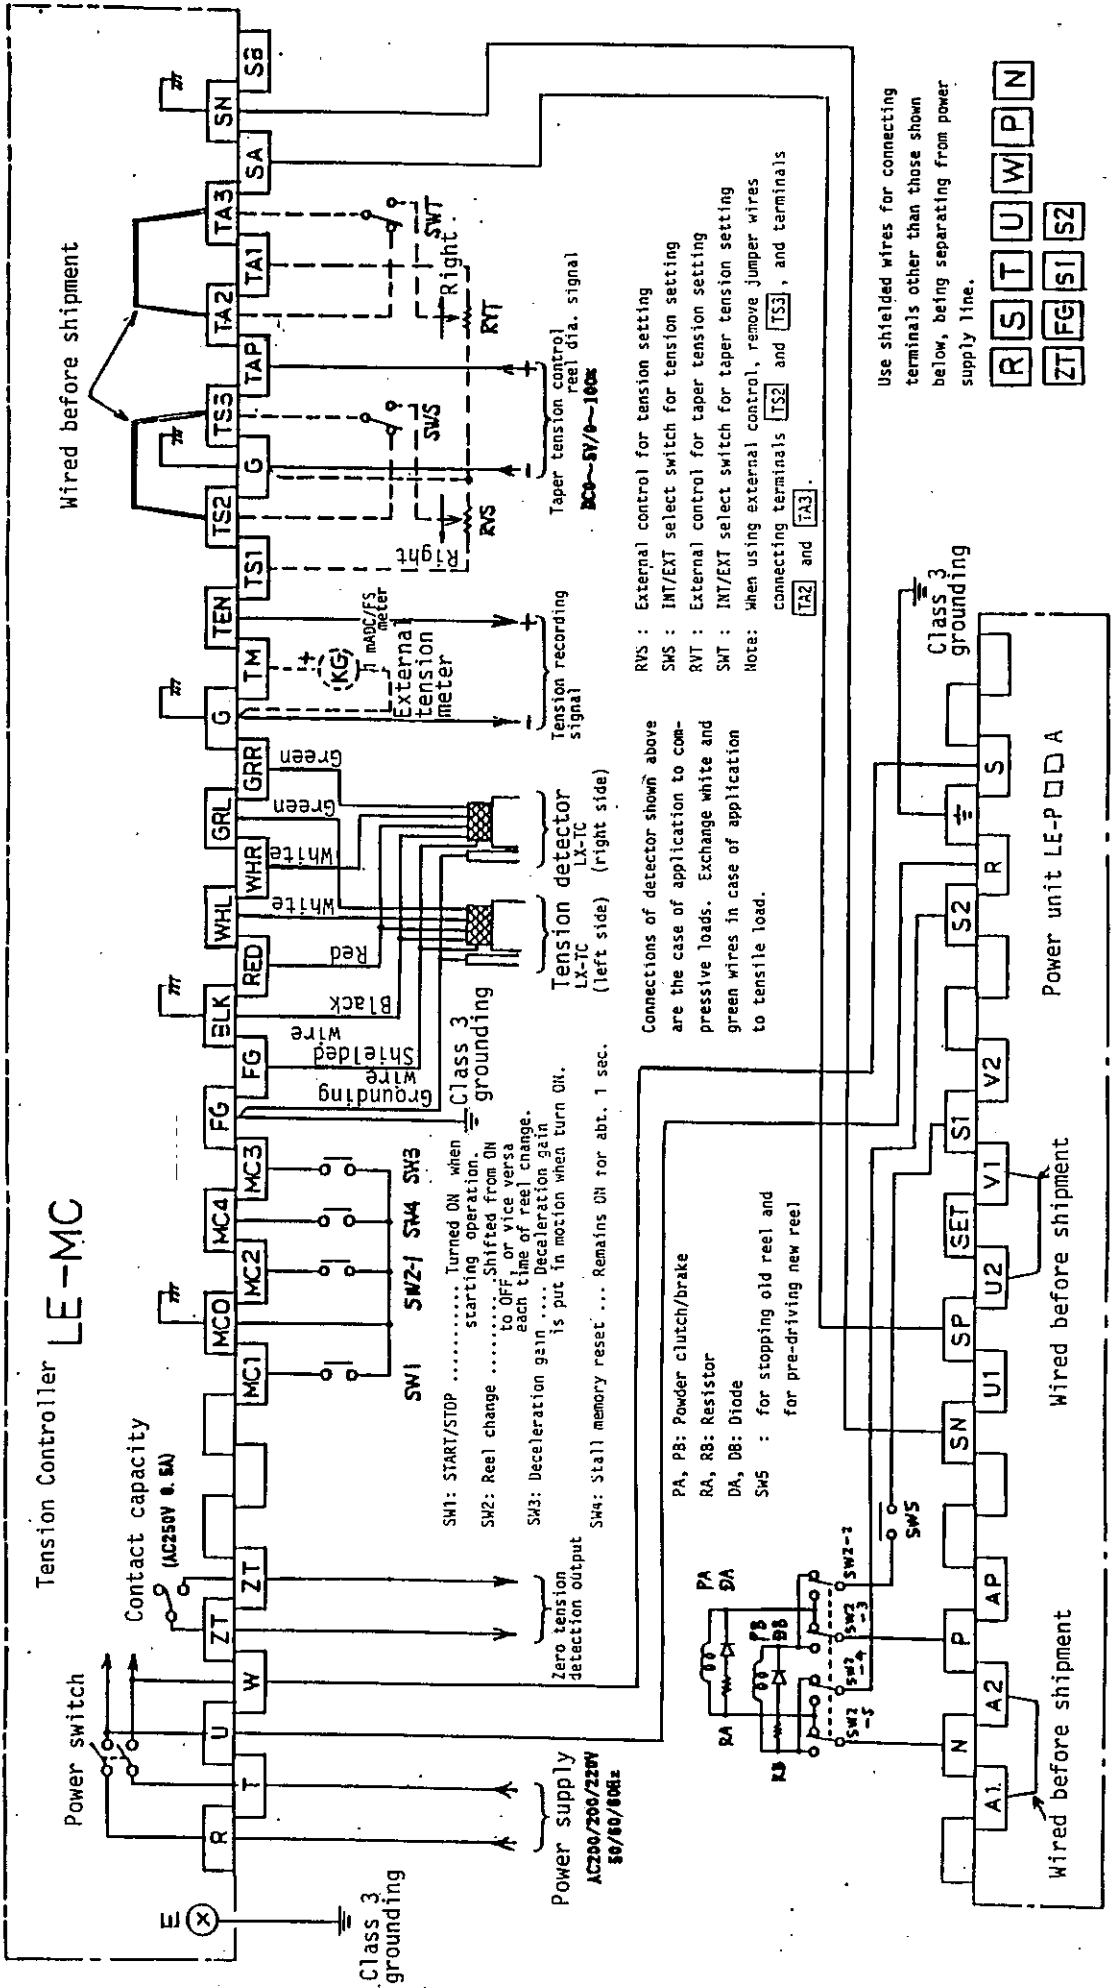 Tension Controller LE-MC
Power switch
Contact capacity
(AC250V 0.5A)
Wired before shipment
E
R
T
U
W
ZT
ZT
MC1
MC0
MC2
MC4
MC3
FG
FG
BLK
RED
WHL
WHR
GRL
GRR
G
TM
TEN
TS1
TS2
G
TS3
TAP
TA2
TA1
TA3
SA
SN
SB
Class 3
grounding
Power supply
AC200/206/220V
50/60/60Hz
Zero tension
detection output
SW1
SW2-1
SW4
SW3
Grounding
wire
Shielded
wire
Black
Red
White
White
Green
Green
Class 3
grounding
Tension detector
LX-TC
LX-TC
(left side)
(right side)
+
KG
1 mADC/FS
meter
External
tension
meter
-
+
Tension recording
signal
Right
RVS
SWS
-
+
Taper tension control
reel dia. signal
DC0~5V/0~100%
RVT
Right
SWT
SW1: START/STOP .......... Turned ON when
starting operation.
SW2: Reel change ......... Shifted from ON
to OFF, or vice versa
each time of reel change.
SW3: Deceleration gain ..... Deceleration gain
is put in motion when turn ON.
SW4: Stall memory reset ... Remains ON for abt. 1 sec.
Connections of detector shown above
are the case of application to com-
pressive loads. Exchange white and
green wires in case of application
to tensile load.
RVS : External control for tension setting
SWS : INT/EXT select switch for tension setting
RVT : External control for taper tension setting
SWT : INT/EXT select switch for taper tension setting
Note: When using external control, remove jumper wires
connecting terminals TS2 and TS3, and terminals
TA2 and TA3.
PA, PB: Powder clutch/brake
RA, RB: Resistor
DA, DB: Diode
SW5 : for stopping old reel and
for pre-driving new reel
PA
DA
RA
PB
DB
RB
SW2-2
SW2
-3
SW2
-4
SW2
-5
SW5
Use shielded wires for connecting
terminals other than those shown
below, being separating from power
supply line.
R S T U W P N
ZT FG S1 S2
Class 3
grounding
A1
N
A2
P
AP
SN
U1
SP
U2
SET
V1
S1
V2
S2
R
S
Wired before shipment
Wired before shipment
Power unit LE-P□□A